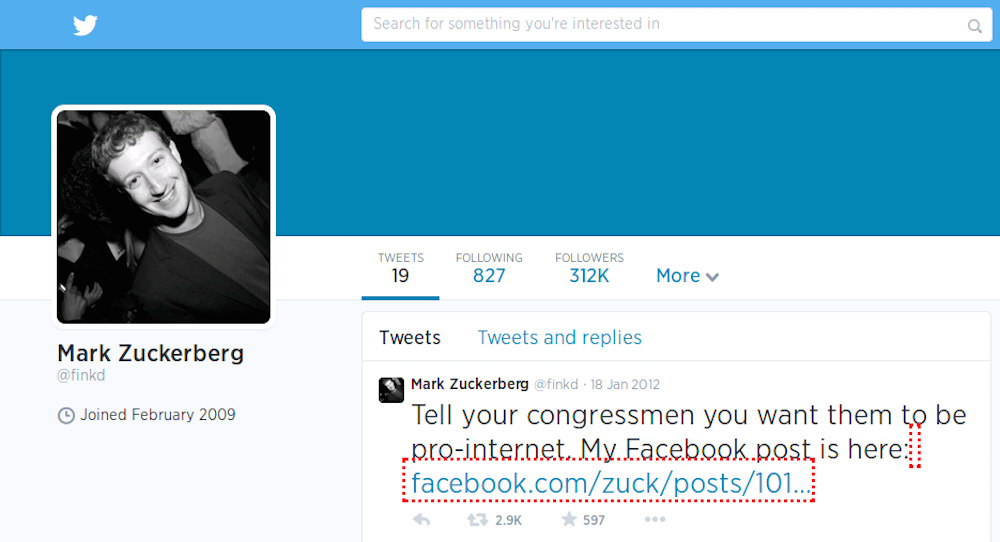 Search for something you're interested in
TWEETS FOLLOWING FOLLOWERS
19 827 312K More
Tweets Tweets and replies
Mark Zuckerberg
@finkd
Joined February 2009
Mark Zuckerberg @finkd · 18 Jan 2012
Tell your congressmen you want them to be
pro-internet. My Facebook post is here:
facebook.com/zuck/posts/101...
2.9K 597